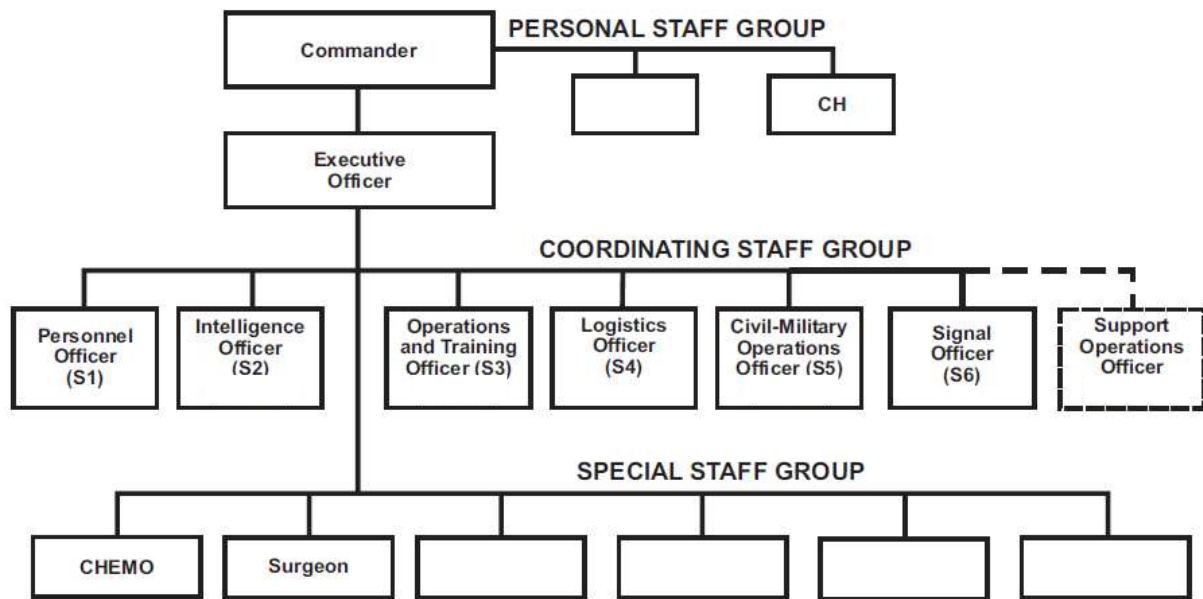 PERSONAL STAFF GROUP
Commander
CH
Executive
Officer
COORDINATING STAFF GROUP
Personnel
Officer
(S1)
Intelligence
Officer
(S2)
Operations
and Training
Officer (S3)
Logistics
Officer
(S4)
Civil-Military
Operations
Officer (S5)
Signal
Officer
(S6)
Support
Operations
Officer
SPECIAL STAFF GROUP
CHEMO
Surgeon